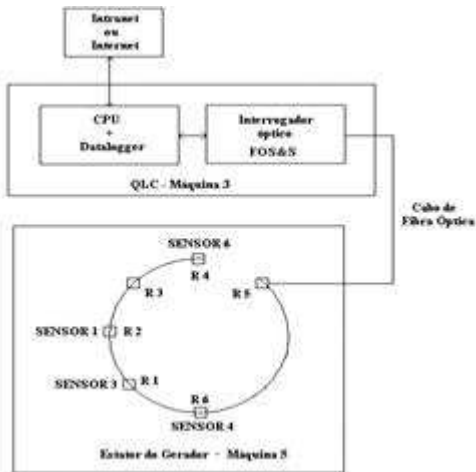 Intranet
ou
Internet
CPU
+
Datalogger
Interrogador
óptico
FOS&S
QLC - Máquina 3
Cabo de
Fibra Óptica
SENSOR 6
R 4
R 3
R 5
SENSOR 1
R 2
SENSOR 3
R 1
R 6
SENSOR 4
Estator do Gerador - Máquina 5